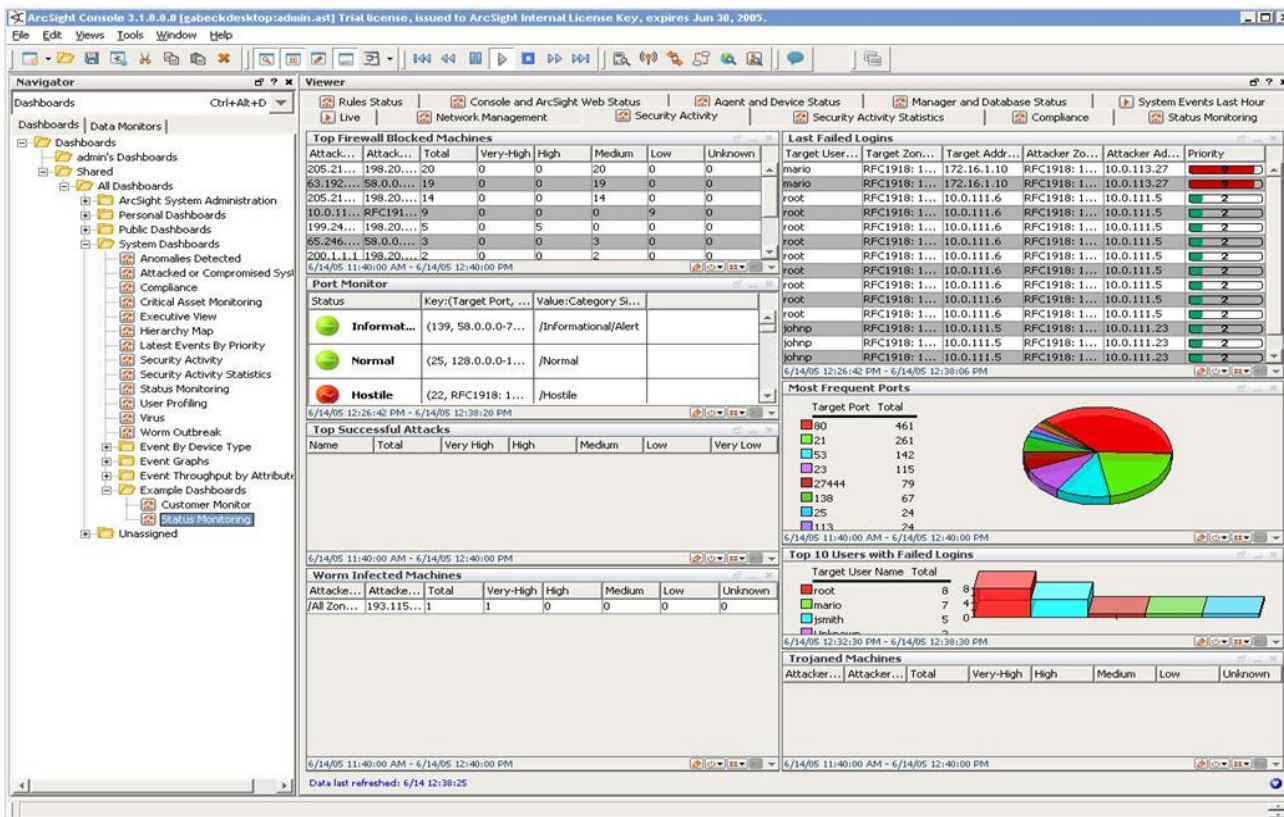 ArcSight Console 3.1.0.0.0 [gabeckdesktop:admin.ast] Trial license, issued to ArcSight Internal License Key, expires Jun 30, 2005.
File Edit Views Tools Window Help
Navigator
Dashboards Ctrl+Alt+D
Dashboards Data Monitors
Dashboards
admin's Dashboards
Shared
All Dashboards
ArcSight System Administration
Personal Dashboards
Public Dashboards
System Dashboards
Anomalies Detected
Attacked or Compromised Syst
Compliance
Critical Asset Monitoring
Executive View
Hierarchy Map
Latest Events By Priority
Security Activity
Security Activity Statistics
Status Monitoring
User Profiling
Virus
Worm Outbreak
Event By Device Type
Event Graphs
Event Throughput by Attribute
Example Dashboards
Customer Monitor
Status Monitoring
Unassigned
Viewer
Rules Status Console and ArcSight Web Status Agent and Device Status Manager and Database Status System Events Last Hour
Live Network Management Security Activity Security Activity Statistics Compliance Status Monitoring
Top Firewall Blocked Machines
Attack... Attack... Total Very-High High Medium Low Unknown
205.21... 198.20.... 20 0 0 20 0 0
63.192.... 58.0.0.... 19 0 0 19 0 0
205.21... 198.20.... 14 0 0 14 0 0
10.0.11... RFC191... 9 0 0 0 9 0
199.24... 198.20.... 5 0 5 0 0 0
65.246.... 58.0.0.... 3 0 0 3 0 0
200.1.1.1 198.20.... 2 0 0 2 0 0
6/14/05 11:40:00 AM - 6/14/05 12:40:00 PM
Port Monitor
Status Key:(Target Port, ... Value:Category Si...
Informat... (139, 58.0.0.0-7... /Informational/Alert
Normal (25, 128.0.0.0-1... /Normal
Hostile (22, RFC1918: 1... /Hostile
6/14/05 12:26:42 PM - 6/14/05 12:38:20 PM
Top Successful Attacks
Name Total Very High High Medium Low Very Low
6/14/05 11:40:00 AM - 6/14/05 12:40:00 PM
Worm Infected Machines
Attacke... Attacke... Total Very-High High Medium Low Unknown
/All Zon... 193.115... 1 1 0 0 0 0
6/14/05 11:40:00 AM - 6/14/05 12:40:00 PM
Data last refreshed: 6/14 12:38:25
Last Failed Logins
Target User... Target Zon... Target Addr... Attacker Zo... Attacker Ad... Priority
mario RFC1918: 1... 172.16.1.10 RFC1918: 1... 10.0.113.27 9
mario RFC1918: 1... 172.16.1.10 RFC1918: 1... 10.0.113.27 9
root RFC1918: 1... 10.0.111.6 RFC1918: 1... 10.0.111.5 2
root RFC1918: 1... 10.0.111.6 RFC1918: 1... 10.0.111.5 2
root RFC1918: 1... 10.0.111.6 RFC1918: 1... 10.0.111.5 2
root RFC1918: 1... 10.0.111.6 RFC1918: 1... 10.0.111.5 2
root RFC1918: 1... 10.0.111.6 RFC1918: 1... 10.0.111.5 2
root RFC1918: 1... 10.0.111.6 RFC1918: 1... 10.0.111.5 2
root RFC1918: 1... 10.0.111.6 RFC1918: 1... 10.0.111.5 2
root RFC1918: 1... 10.0.111.6 RFC1918: 1... 10.0.111.5 2
johnp RFC1918: 1... 10.0.111.5 RFC1918: 1... 10.0.111.23 2
johnp RFC1918: 1... 10.0.111.5 RFC1918: 1... 10.0.111.23 2
johnp RFC1918: 1... 10.0.111.5 RFC1918: 1... 10.0.111.23 2
6/14/05 12:26:42 PM - 6/14/05 12:38:06 PM
Most Frequent Ports
Target Port Total
80 461
21 261
53 142
23 115
27444 79
138 67
25 24
113 24
6/14/05 11:40:00 AM - 6/14/05 12:40:00 PM
Top 10 Users with Failed Logins
Target User Name Total
root 8
mario 7
jsmith 5
8
4
0
6/14/05 12:32:30 PM - 6/14/05 12:38:30 PM
Trojaned Machines
Attacker... Attacker... Total Very-High High Medium Low Unknown
6/14/05 11:40:00 AM - 6/14/05 12:40:00 PM